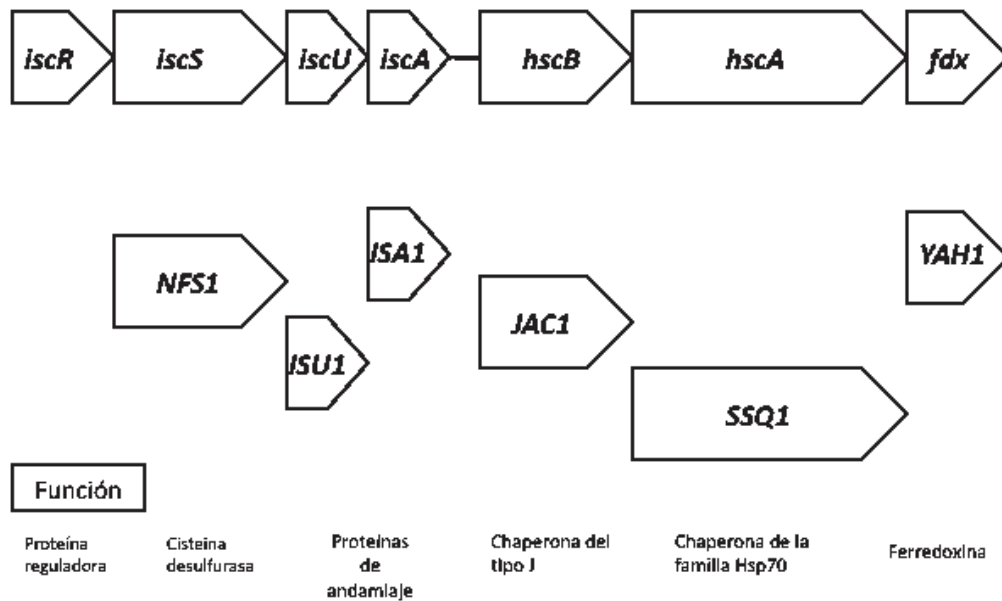 iscR iscS iscU iscA hscB hscA fdx
ISA1 YAH1
NFS1
JAC1
ISU1
SSQ1
Función
Proteína
reguladora
Cisteina
desulfurasa
Proteínas
de
andamiaje
Chaperona del
tipo J
Chaperona de la
familia Hsp70
Ferredoxina